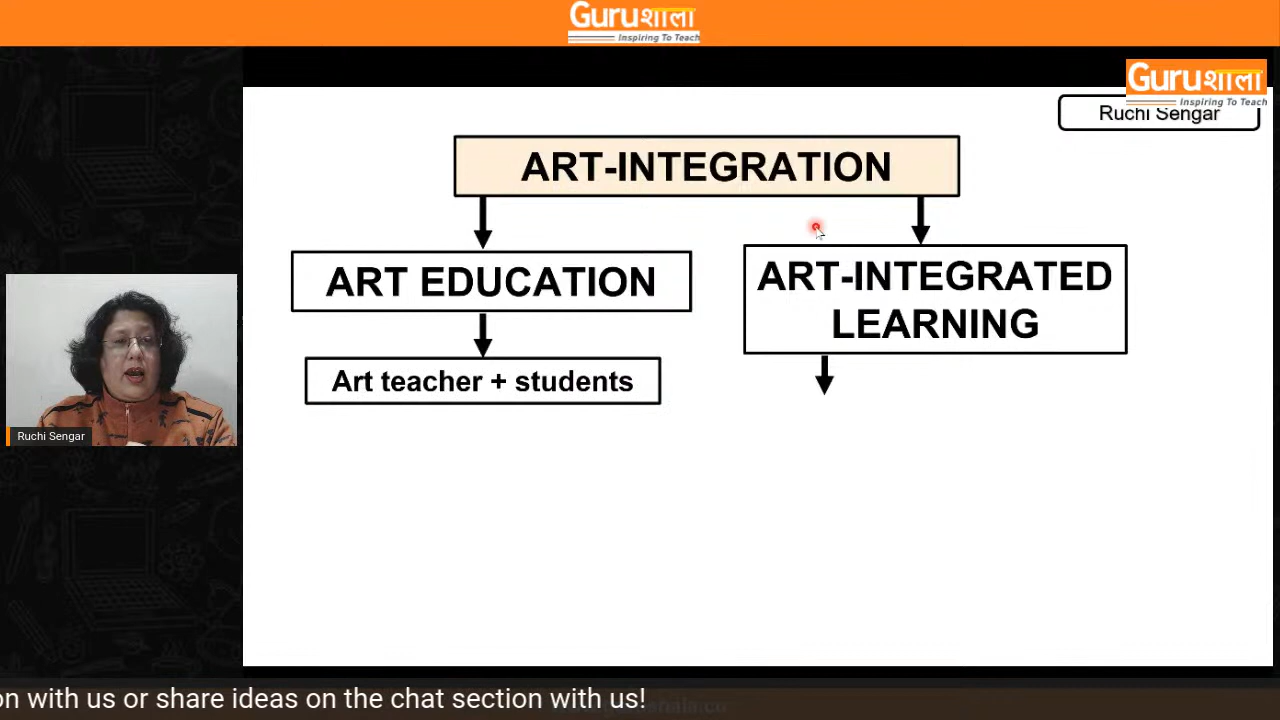 Guruशाला
Inspiring To Teach
Guruशाला
Inspiring To Teach
Ruchi Sengar
ART-INTEGRATION
ART EDUCATION
ART-INTEGRATED
LEARNING
Art teacher + students
Ruchi Sengar
on with us or share ideas on the chat section with us!